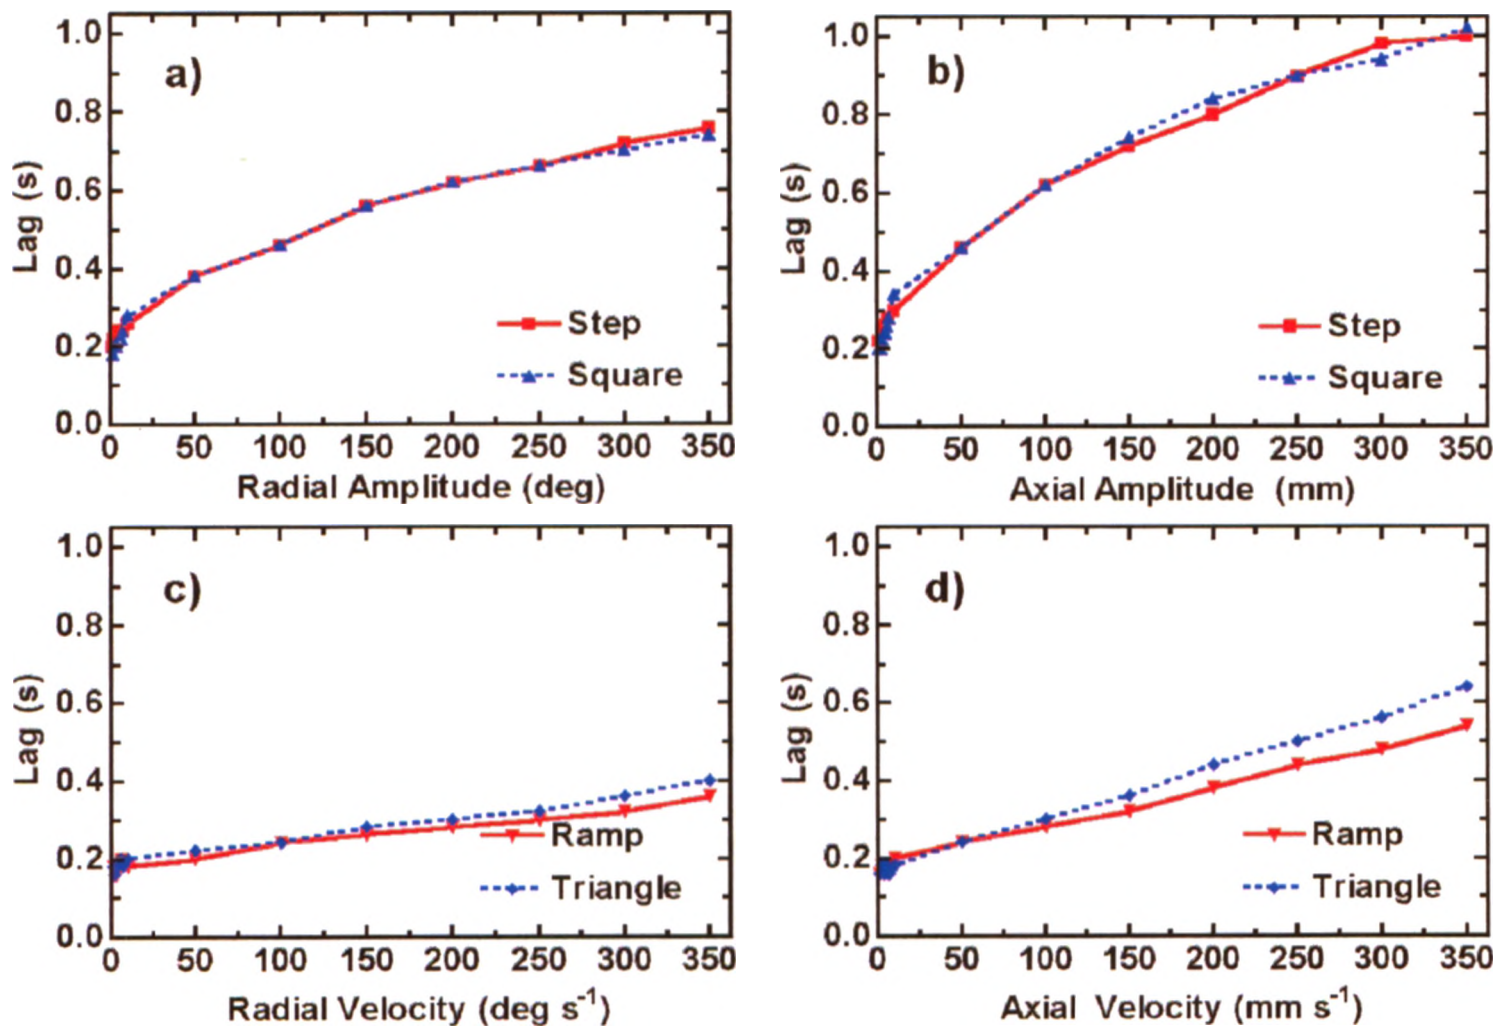 a)
1.0
0.8
0.6
0.4
0.2
0.0
Lag (s)
Step
Square
0 50 100 150 200 250 300 350
Radial Amplitude (deg)
b)
1.0
0.8
0.6
0.4
0.2
0.0
Lag (s)
Step
Square
0 50 100 150 200 250 300 350
Axial Amplitude (mm)
c)
1.0
0.8
0.6
0.4
0.2
0.0
Lag (s)
Ramp
Triangle
0 50 100 150 200 250 300 350
Radial Velocity (deg s⁻¹)
d)
1.0
0.8
0.6
0.4
0.2
0.0
Lag (s)
Ramp
Triangle
0 50 100 150 200 250 300 350
Axial Velocity (mm s⁻¹)